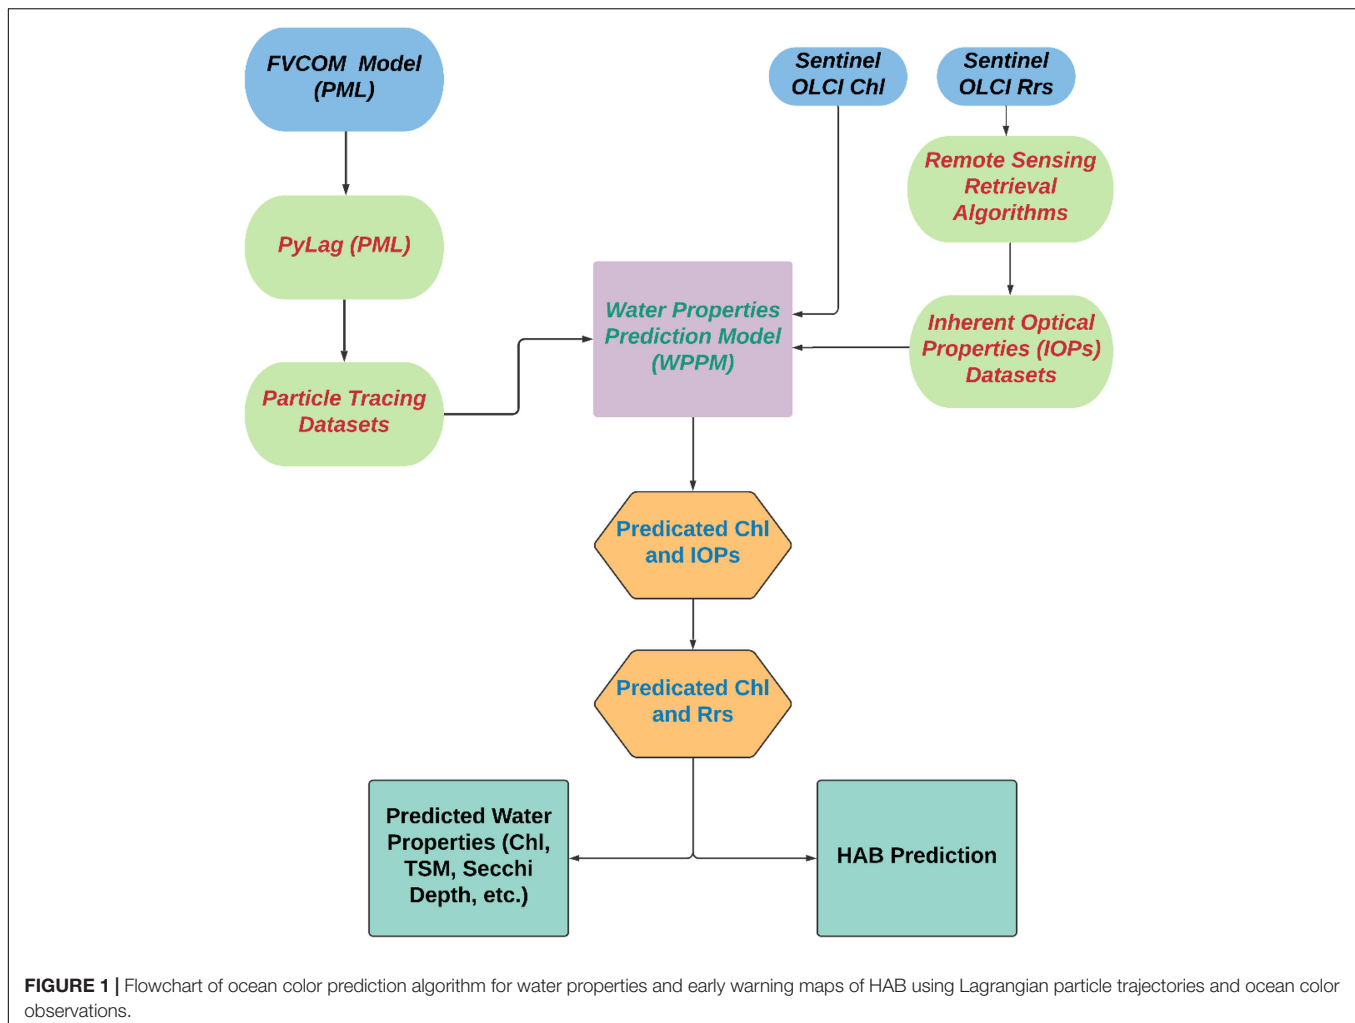 FVCOM Model
(PML)
Sentinel
OLCI Chl
Sentinel
OLCI Rrs
Remote Sensing
Retrieval
Algorithms
PyLag (PML)
Water Properties
Prediction Model
(WPPM)
Inherent Optical
Properties (IOPs)
Datasets
Particle Tracing
Datasets
Predicated Chl
and IOPs
Predicated Chl
and Rrs
Predicted Water
Properties (Chl,
TSM, Secchi
Depth, etc.)
HAB Prediction
FIGURE 1 | Flowchart of ocean color prediction algorithm for water properties and early warning maps of HAB using Lagrangian particle trajectories and ocean color
observations.